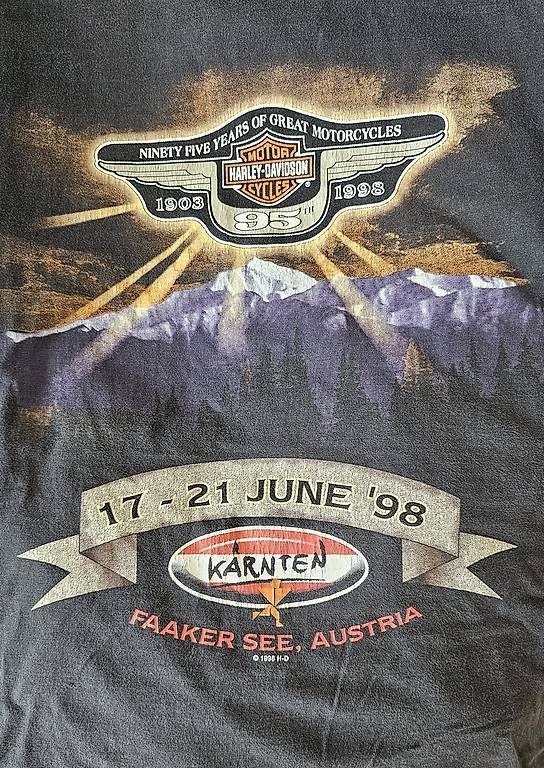 NINETY FIVE YEARS OF GREAT MOTORCYCLES
MOTOR
HARLEY-DAVIDSON
CYCLES
®
1903
95TH
1998
17 - 21 JUNE '98
KÄRNTEN
FAAKER SEE, AUSTRIA
© 1998 H-D